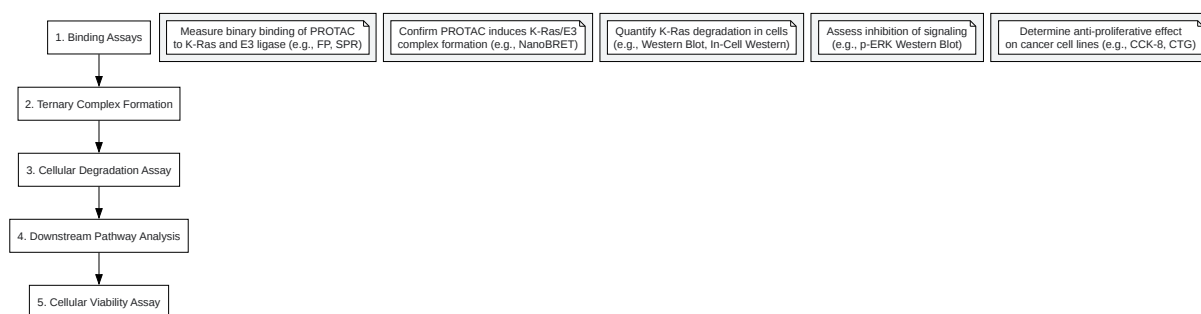 1. Binding Assays
Measure binary binding of PROTAC
to K-Ras and E3 ligase (e.g., FP, SPR)
Confirm PROTAC induces K-Ras/E3
complex formation (e.g., NanoBRET)
Quantify K-Ras degradation in cells
(e.g., Western Blot, In-Cell Western)
Assess inhibition of signaling
(e.g., p-ERK Western Blot)
Determine anti-proliferative effect
on cancer cell lines (e.g., CCK-8, CTG)
2. Ternary Complex Formation
3. Cellular Degradation Assay
4. Downstream Pathway Analysis
5. Cellular Viability Assay